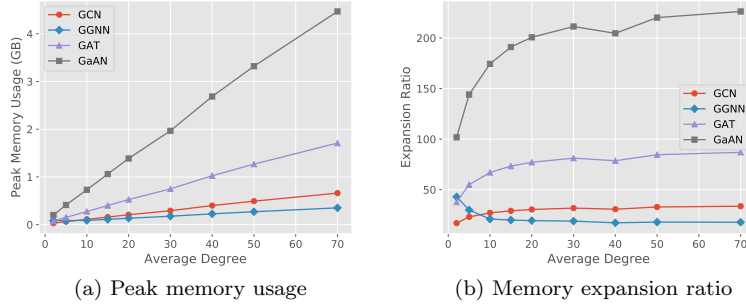 GCN
GGNN
GAT
GaAN
Peak Memory Usage (GB)
4
3
2
1
0
0 10 20 30 40 50 60 70
Average Degree
(a) Peak memory usage
GCN
GGNN
GAT
GaAN
Expansion Ratio
200
150
100
50
0 10 20 30 40 50 60 70
Average Degree
(b) Memory expansion ratio